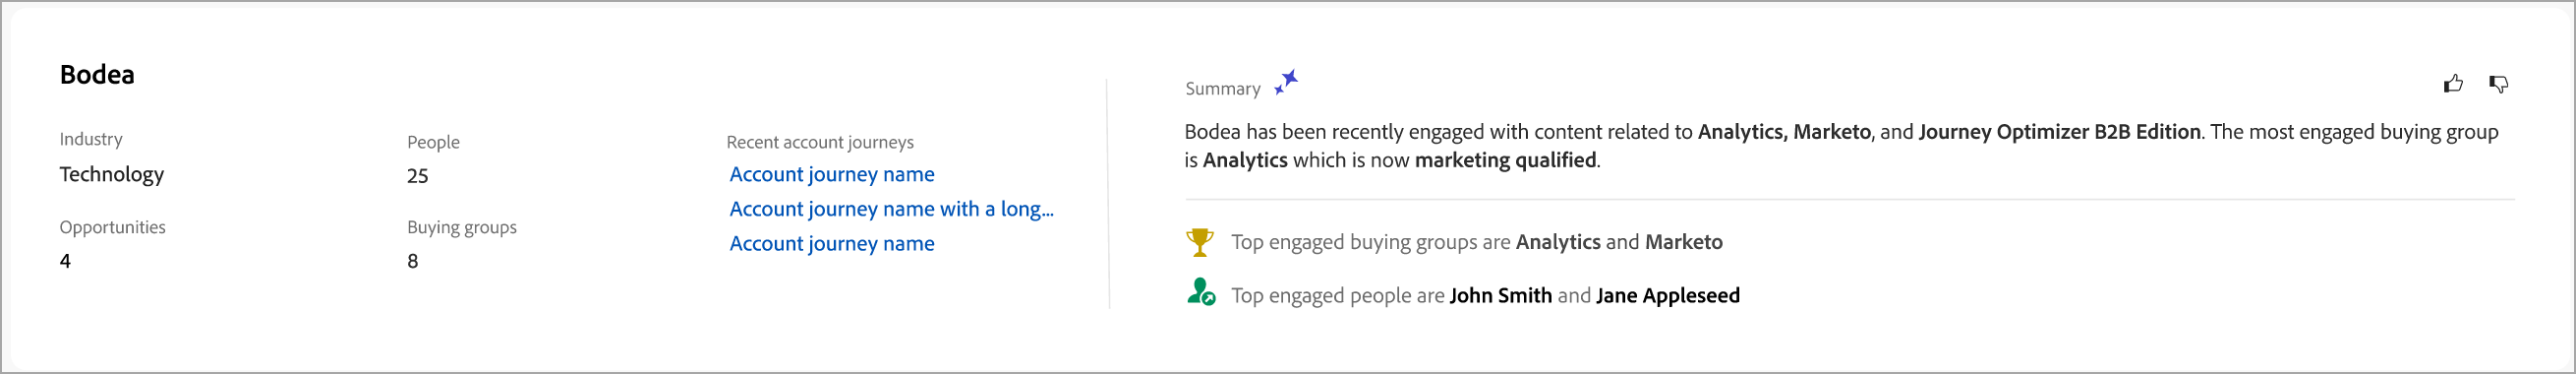 Bodea
Industry
Technology
People
25
Opportunities
4
Buying groups
8
Recent account journeys
Account journey name
Account journey name with a long...
Account journey name
Summary
Bodea has been recently engaged with content related to Analytics, Marketo, and Journey Optimizer B2B Edition. The most engaged buying group
is Analytics which is now marketing qualified.
Top engaged buying groups are Analytics and Marketo
Top engaged people are John Smith and Jane Appleseed